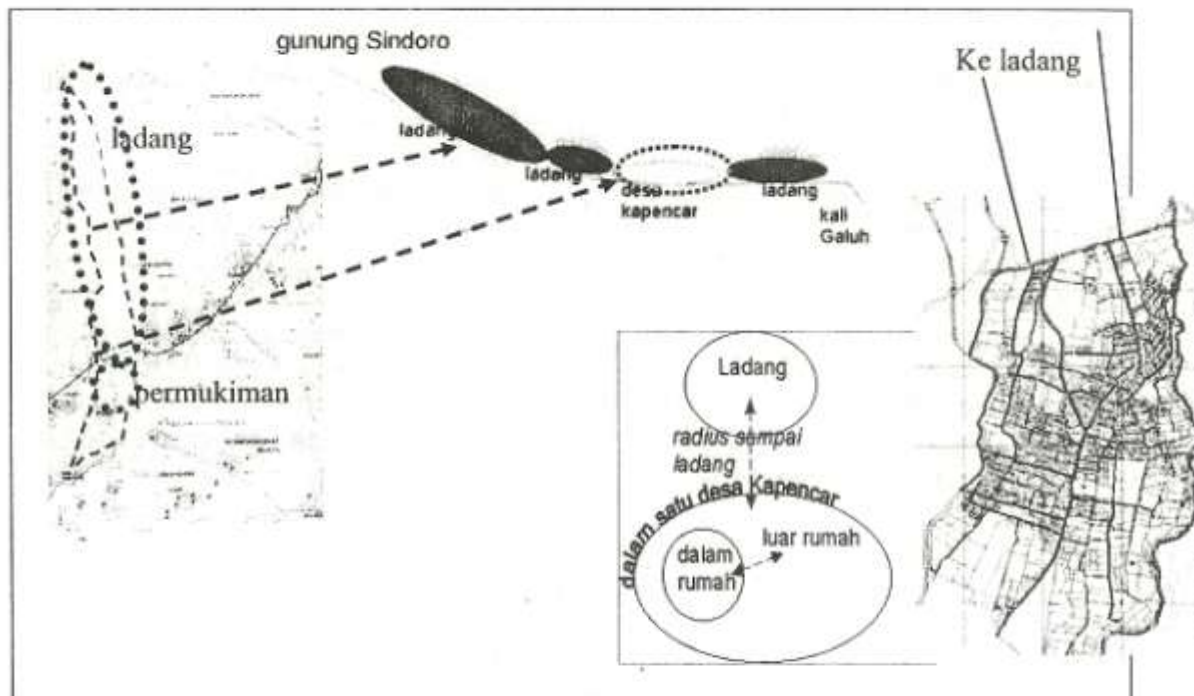 gunung Sindoro
Ke ladang
ladang
ladang
ladang
desa
kapencar
ladang
kali
Galuh
permukiman
Ladang
radius sampai
ladang
dalam satu desa Kapencar
luar rumah
dalam
rumah